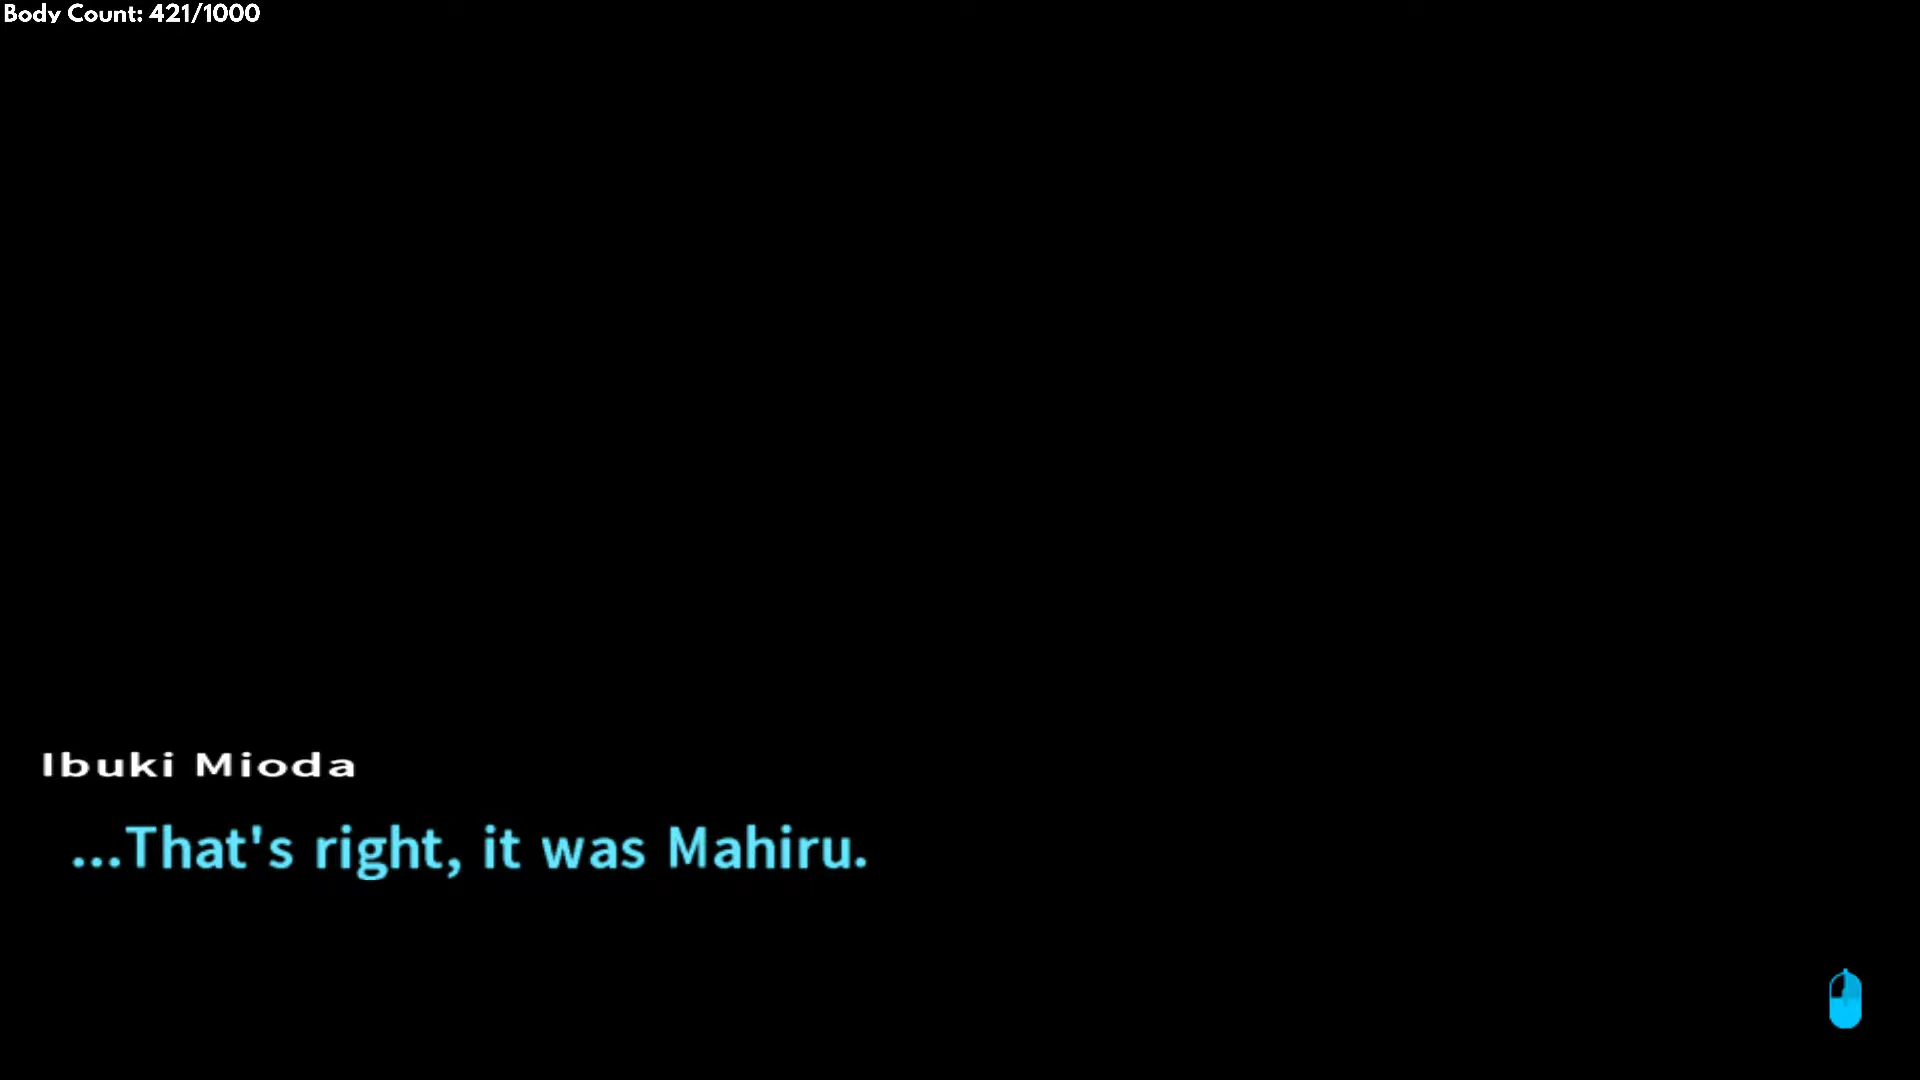 Body Count: 421/1000
Ibuki Mioda
...That's right, it was Mahiru.